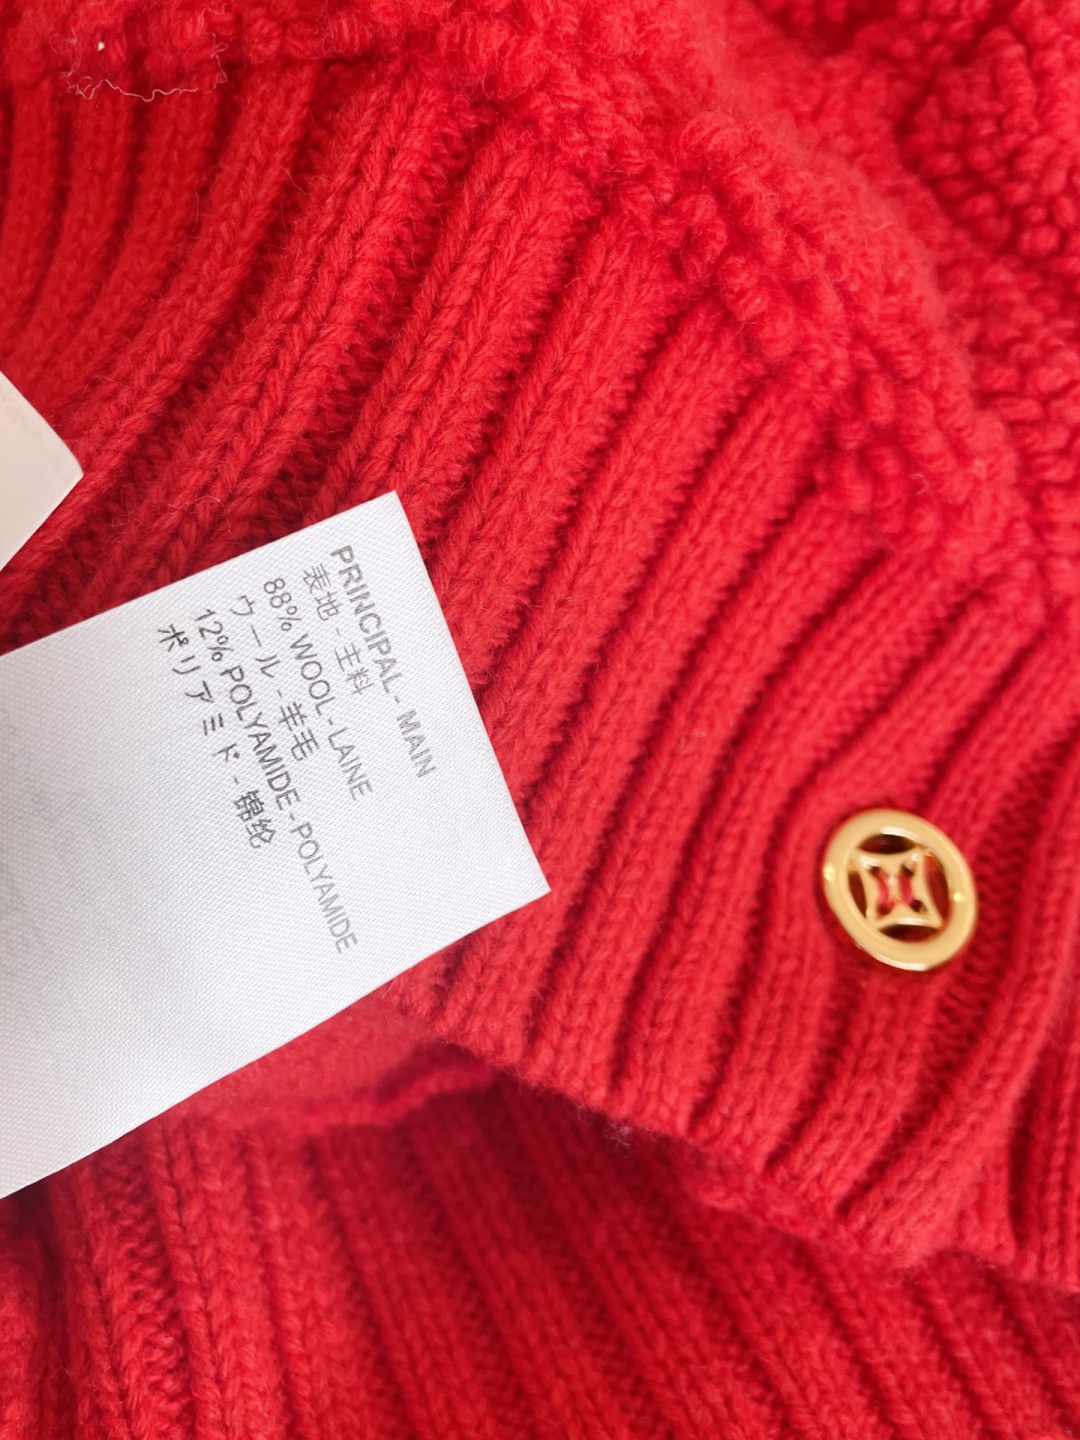 PRINCIPAL - MAIN
表地 - 主料
88% WOOL - LAINE
ウール - 羊毛
12% POLYAMIDE - POLYAMIDE
ポリアミド - 锦纶